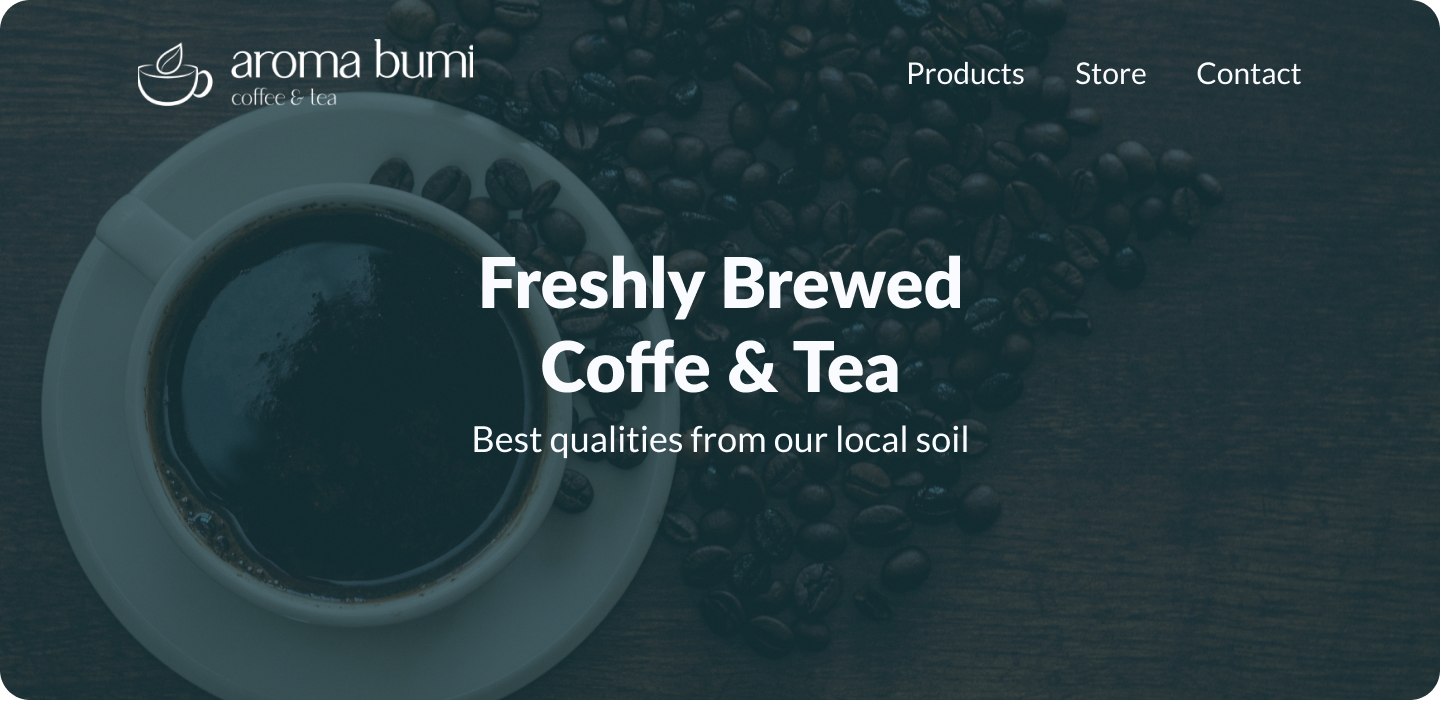 aroma bumi
coffee & tea
Products Store Contact
Freshly Brewed
Coffe & Tea
Best qualities from our local soil